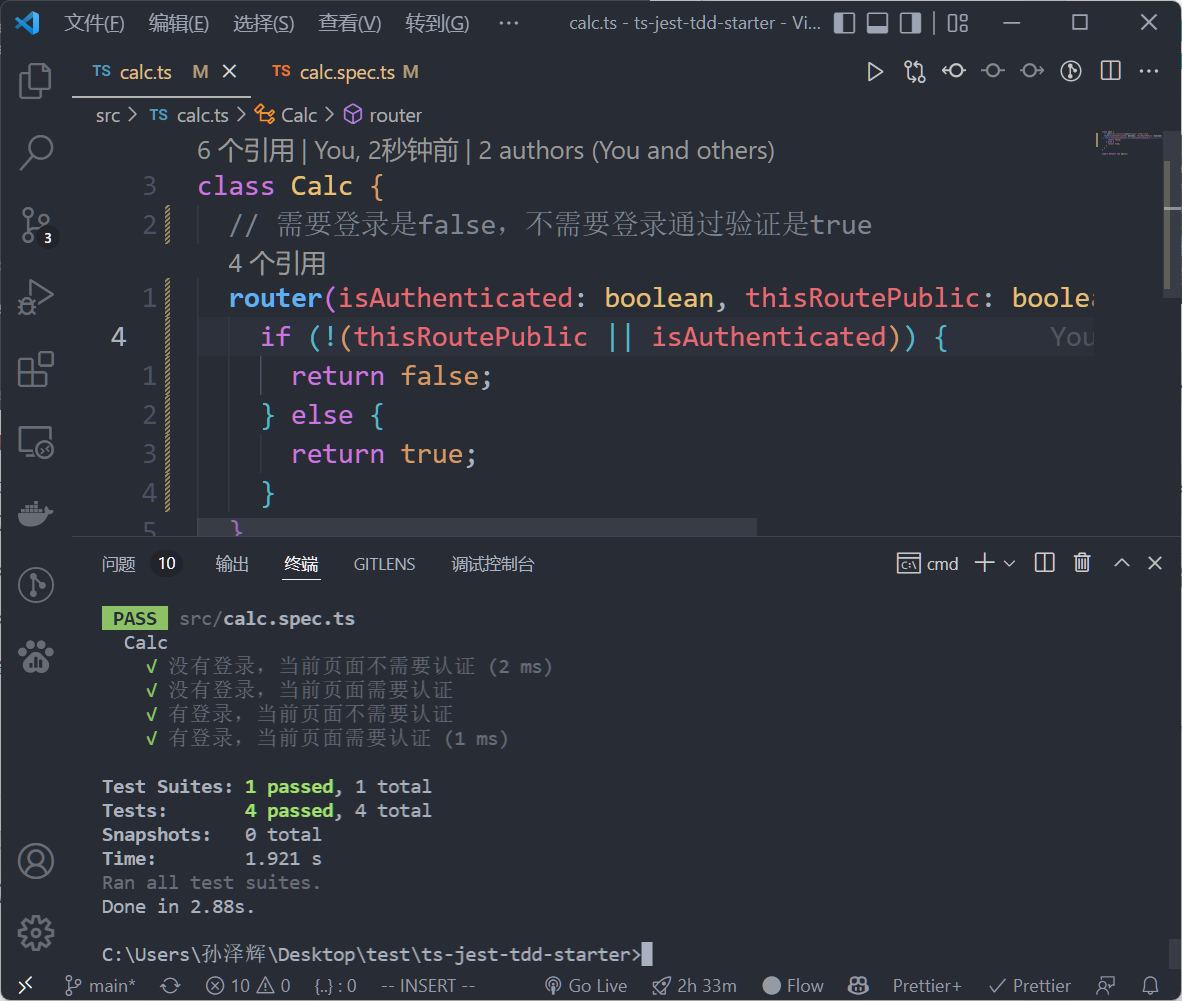 文件(F) 编辑(E) 选择(S) 查看(V) 转到(G) ··· calc.ts - ts-jest-tdd-starter - Vi...
TS calc.ts M TS calc.spec.ts M
src > TS calc.ts > Calc > router
6 个引用 | You, 2秒钟前 | 2 authors (You and others)
3 class Calc {
2 // 需要登录是false，不需要登录通过验证是true
4 个引用
1 router(isAuthenticated: boolean, thisRoutePublic: boolea
4 if (!(thisRoutePublic || isAuthenticated)) { You
1 return false;
2 } else {
3 return true;
4 }
5 }
3
问题 10 输出 终端 GITLENS 调试控制台 cmd
PASS src/calc.spec.ts
Calc
√ 没有登录，当前页面不需要认证 (2 ms)
√ 没有登录，当前页面需要认证
√ 有登录，当前页面不需要认证
√ 有登录，当前页面需要认证 (1 ms)
Test Suites: 1 passed, 1 total
Tests: 4 passed, 4 total
Snapshots: 0 total
Time: 1.921 s
Ran all test suites.
Done in 2.88s.
C:\Users\孙泽辉\Desktop\test\ts-jest-tdd-starter>
main* 10 0 {..} : 0 -- INSERT -- Go Live 2h 33m Flow Prettier+ Prettier